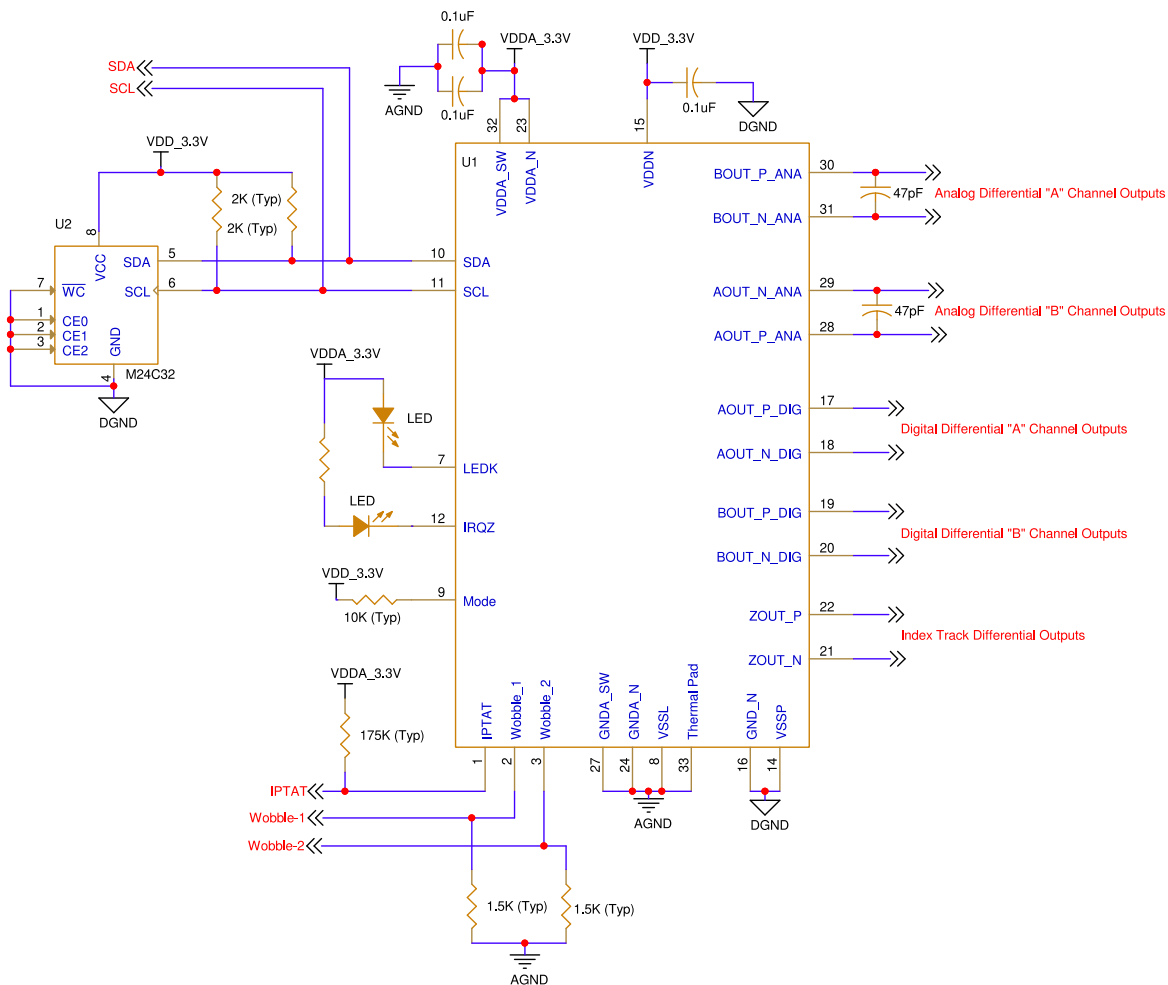 0.1uF
VDDA_3.3V
VDD_3.3V
SDA
SCL
AGND
0.1uF
0.1uF
DGND
32
23
15
VDD_3.3V
U1
VDDA_SW
VDDA_N
VDDN
BOUT_P_ANA
30
47pF
Analog Differential "A" Channel Outputs
BOUT_N_ANA
31
2K (Typ)
2K (Typ)
U2
8
VCC
SDA
5
10
SDA
7
WC
SCL
6
11
SCL
AOUT_N_ANA
29
47pF
Analog Differential "B" Channel Outputs
AOUT_P_ANA
28
1
CE0
2
CE1
3
CE2
GND
4
M24C32
DGND
VDDA_3.3V
LED
7
LEDK
AOUT_P_DIG
17
Digital Differential "A" Channel Outputs
AOUT_N_DIG
18
LED
12
IRQZ
BOUT_P_DIG
19
Digital Differential "B" Channel Outputs
BOUT_N_DIG
20
VDD_3.3V
10K (Typ)
9
Mode
ZOUT_P
22
Index Track Differential Outputs
ZOUT_N
21
VDDA_3.3V
175K (Typ)
IPTAT
Wobble_1
Wobble_2
GNDA_SW
GNDA_N
VSSL
Thermal Pad
GND_N
VSSP
1
2
3
27
24
8
33
16
14
IPTAT
Wobble-1
Wobble-2
AGND
DGND
1.5K (Typ)
1.5K (Typ)
AGND